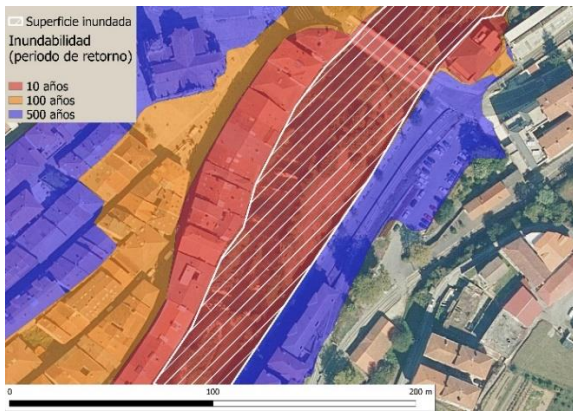 Superficie inundada
Inundabilidad
(periodo de retorno)
10 años
100 años
500 años
0 100 200 m